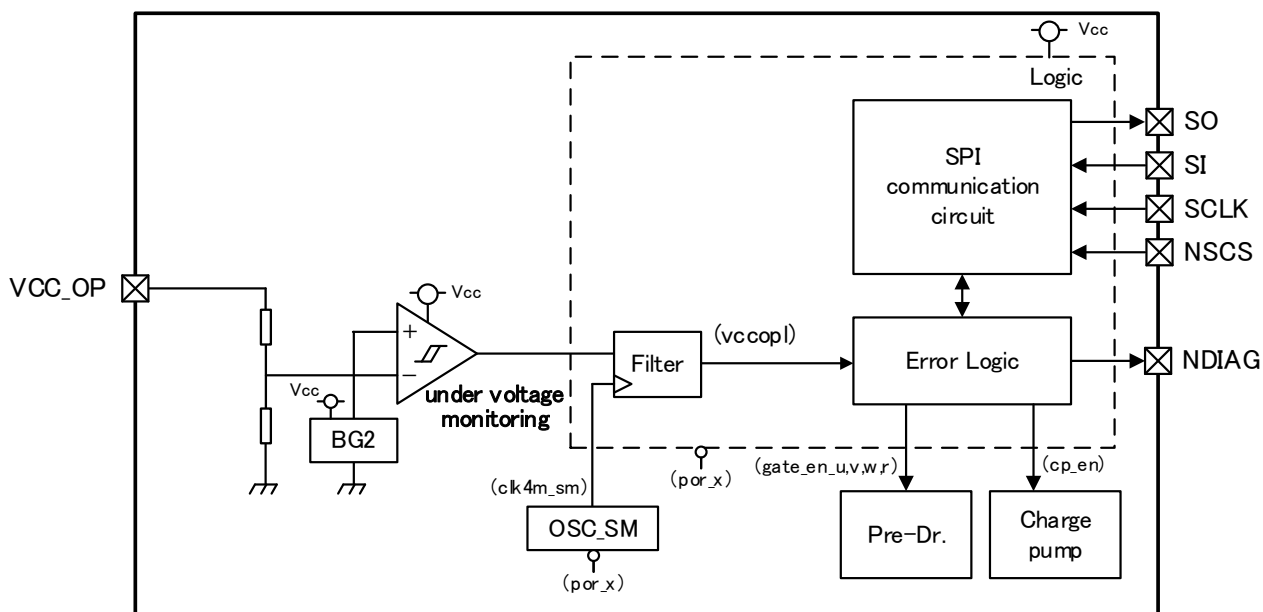 Vcc
Logic
SPI
communication
circuit
SO
SI
SCLK
NSCS
VCC_OP
Vcc
+
−
Vcc
BG2
under voltage
monitoring
Filter
(vccopl)
Error Logic
NDIAG
(clk4m_sm)
OSC_SM
(por_x)
(por_x)
(gate_en_u,v,w,r)
(cp_en)
Pre-Dr.
Charge
pump